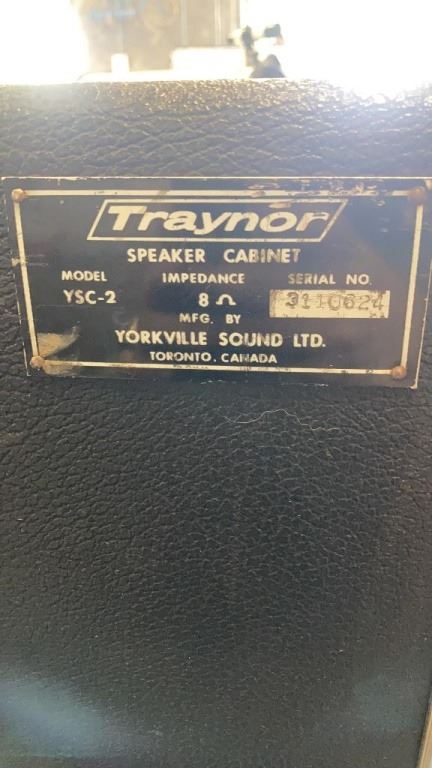 Traynor
SPEAKER CABINET
MODEL IMPEDANCE SERIAL NO.
YSC-2 8 Ω 3110624
MFG. BY
YORKVILLE SOUND LTD.
TORONTO. CANADA